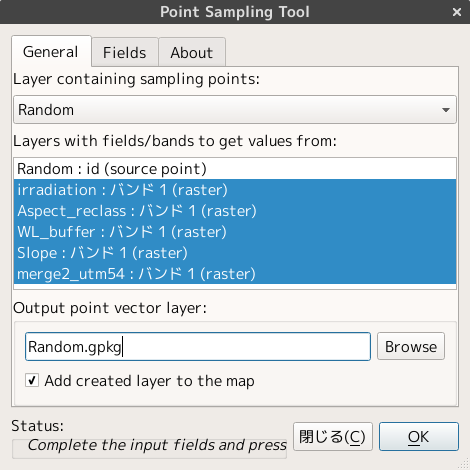 Point Sampling Tool
General Fields About
Layer containing sampling points:
Random
Layers with fields/bands to get values from:
Random : id (source point)
irradiation : バンド 1 (raster)
Aspect_reclass : バンド 1 (raster)
WL_buffer : バンド 1 (raster)
Slope : バンド 1 (raster)
merge2_utm54 : バンド 1 (raster)
Output point vector layer:
Random.gpkg Browse
Add created layer to the map
Status:
Complete the input fields and press 閉じる(C) OK